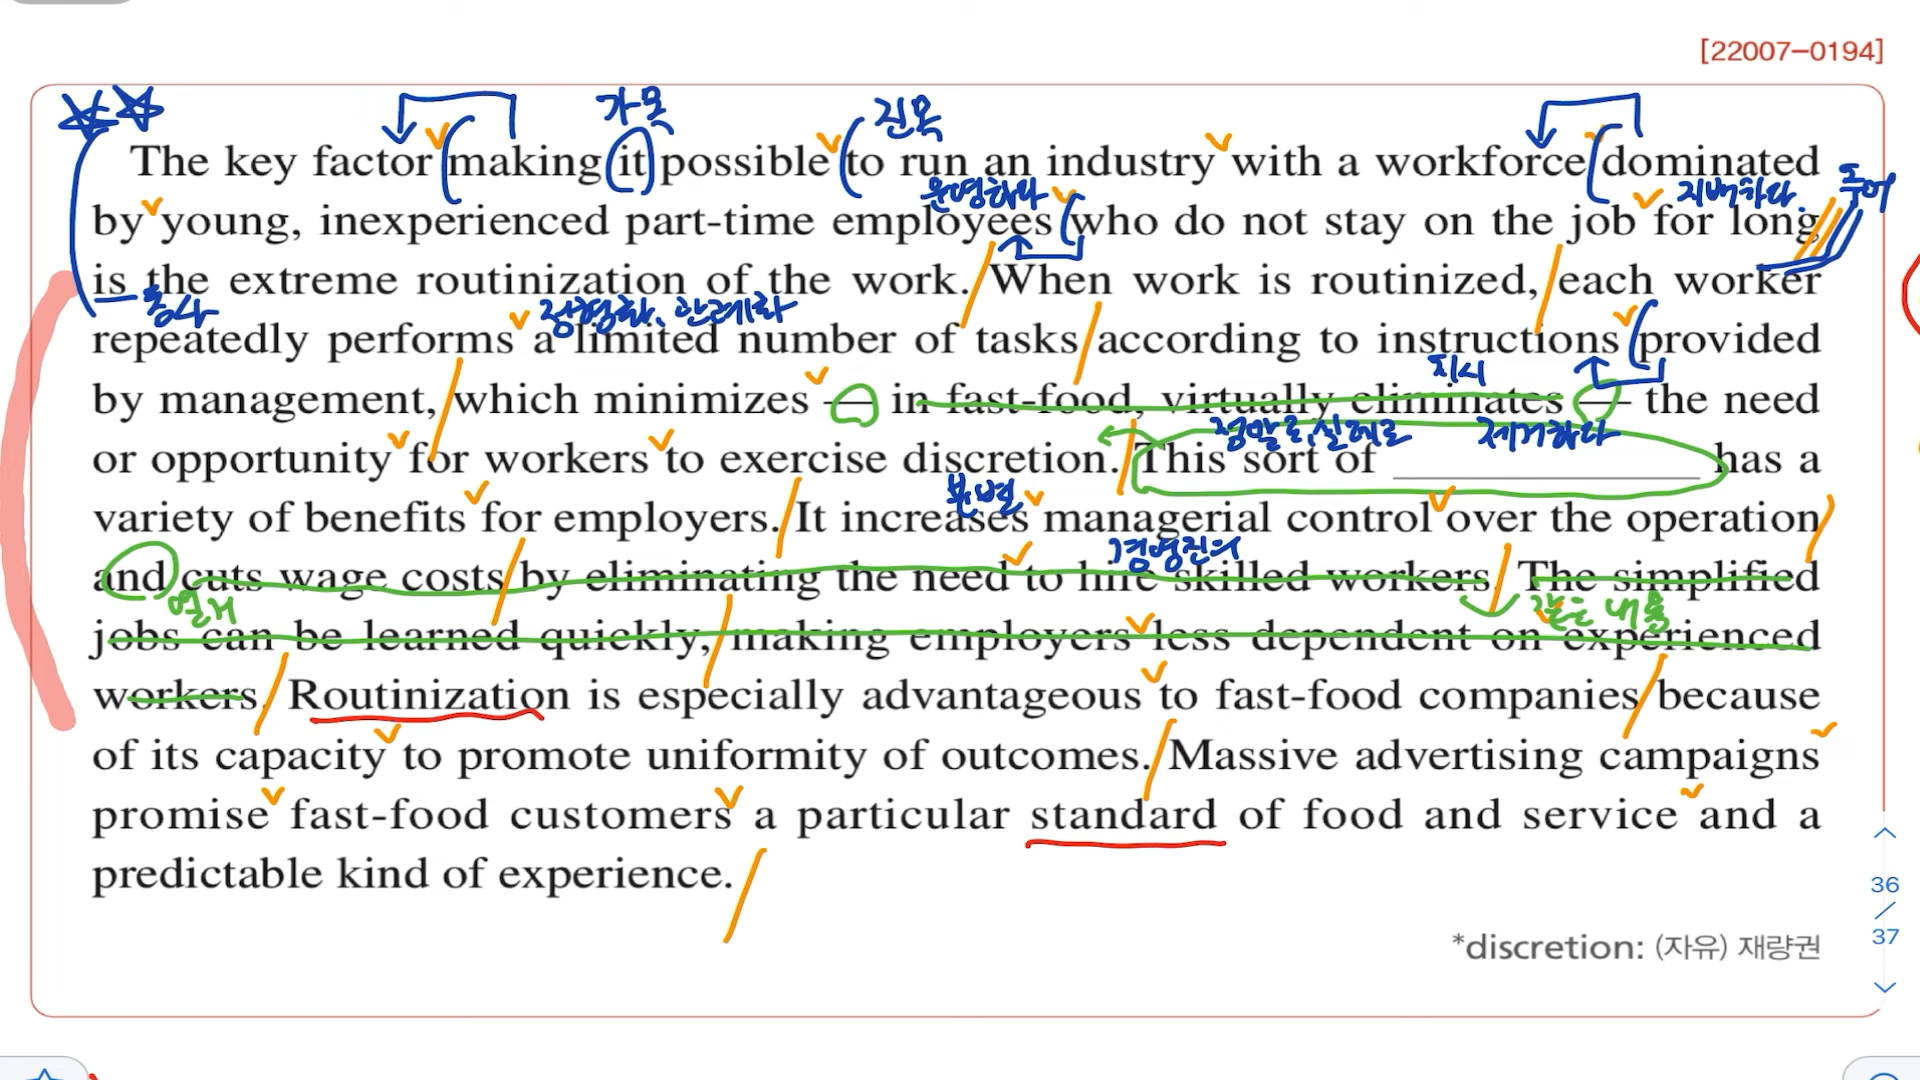 [22007-0194]
가목
진목
The key factor making it possible to run an industry with a workforce dominated
운영하다
지배하다
주어
by young, inexperienced part-time employees who do not stay on the job for long
is the extreme routinization of the work. When work is routinized, each worker
동사
정형화, 관례화
repeatedly performs a limited number of tasks according to instructions provided
지시
by management, which minimizes — in fast-food, virtually eliminates — the need
정말로, 실제로
제거하다
or opportunity for workers to exercise discretion. This sort of ____________ has a
분별
variety of benefits for employers. It increases managerial control over the operation
경영진의
and cuts wage costs by eliminating the need to hire skilled workers. The simplified
열거
같은 내용
jobs can be learned quickly, making employers less dependent on experienced
workers. Routinization is especially advantageous to fast-food companies because
of its capacity to promote uniformity of outcomes. Massive advertising campaigns
promise fast-food customers a particular standard of food and service and a
predictable kind of experience.
36
/
37
*discretion: (자유) 재량권